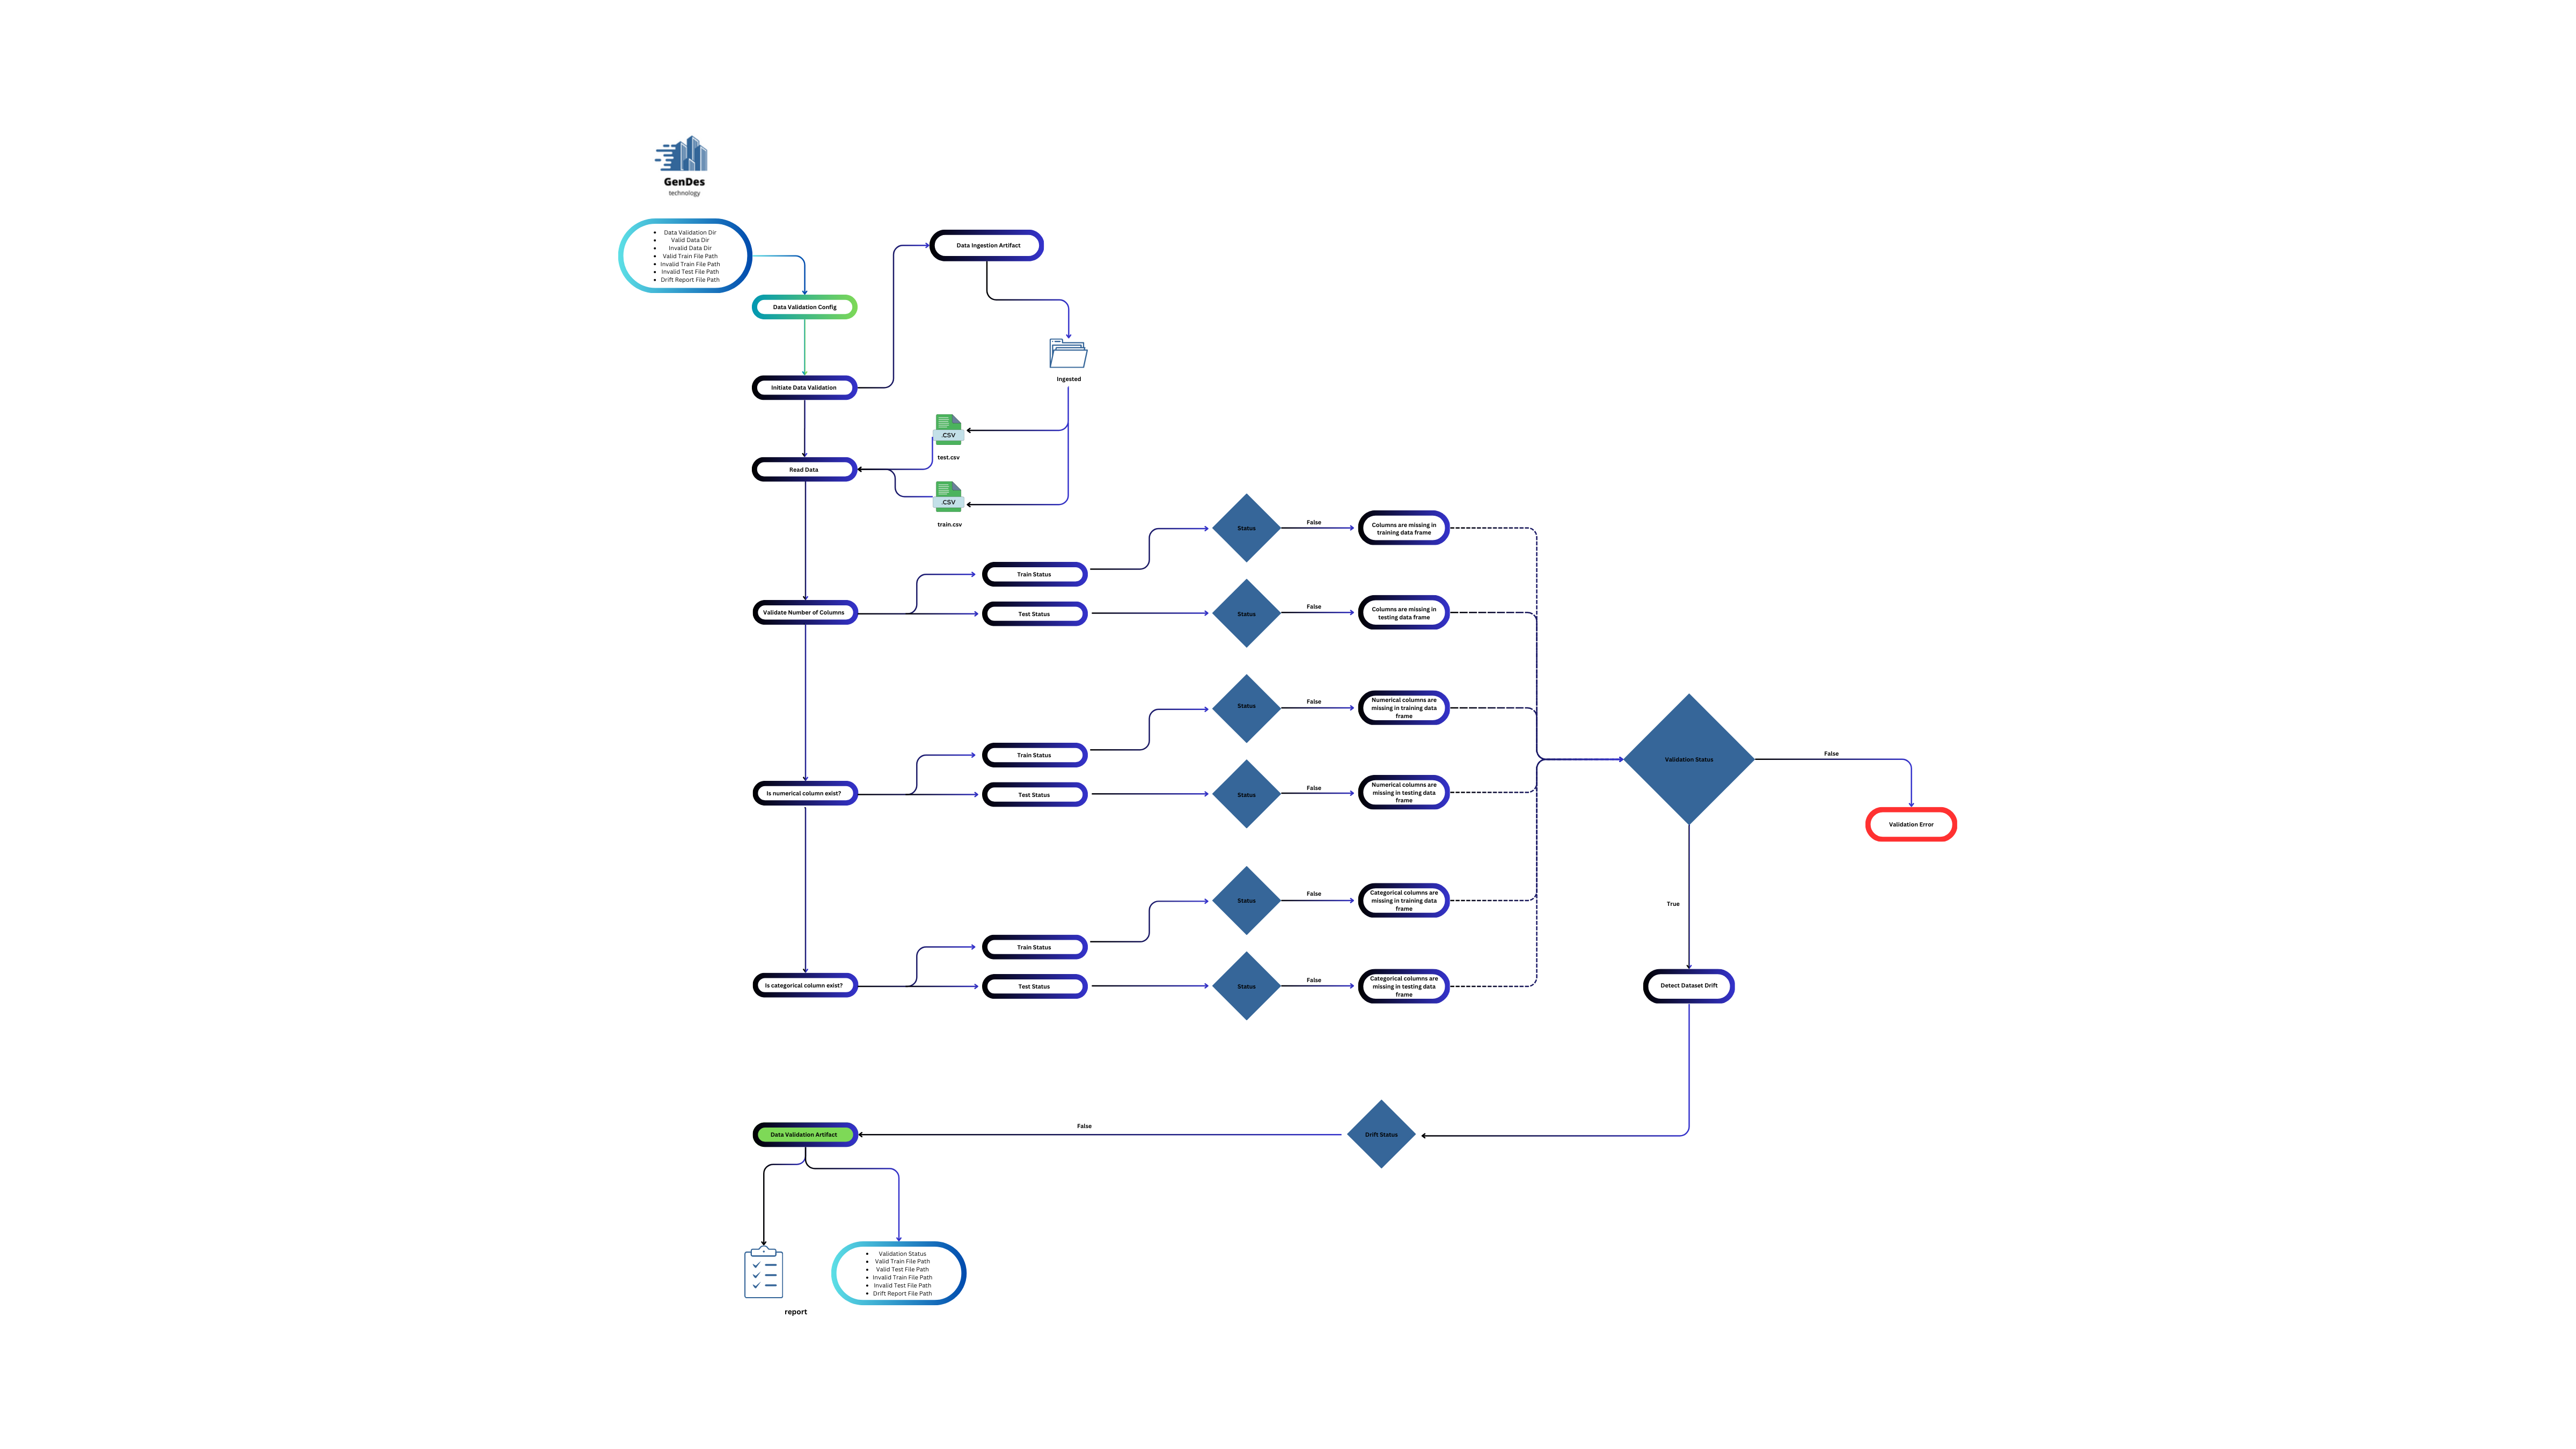 GenDes
technology
Data Validation Dir
Valid Data Dir
Invalid Data Dir
Valid Train File Path
Invalid Train File Path
Invalid Test File Path
Drift Report File Path
Data Ingestion Artifact
Data Validation Config
Initiate Data Validation
Ingested
.CSV
test.csv
Read Data
.CSV
train.csv
Validate Number of Columns
Train Status
Status
False
Columns are missing in
training data frame
Test Status
Status
False
Columns are missing in
testing data frame
Is numerical column exist?
Train Status
Status
False
Numerical columns are
missing in training data
frame
Test Status
Status
False
Numerical columns are
missing in testing data
frame
Is categorical column exist?
Train Status
Status
False
Categorical columns are
missing in training data
frame
Test Status
Status
False
Categorical columns are
missing in testing data
frame
Validation Status
False
Validation Error
True
Detect Dataset Drift
Drift Status
False
Data Validation Artifact
report
Validation Status
Valid Train File Path
Valid Test File Path
Invalid Train File Path
Invalid Test File Path
Drift Report File Path